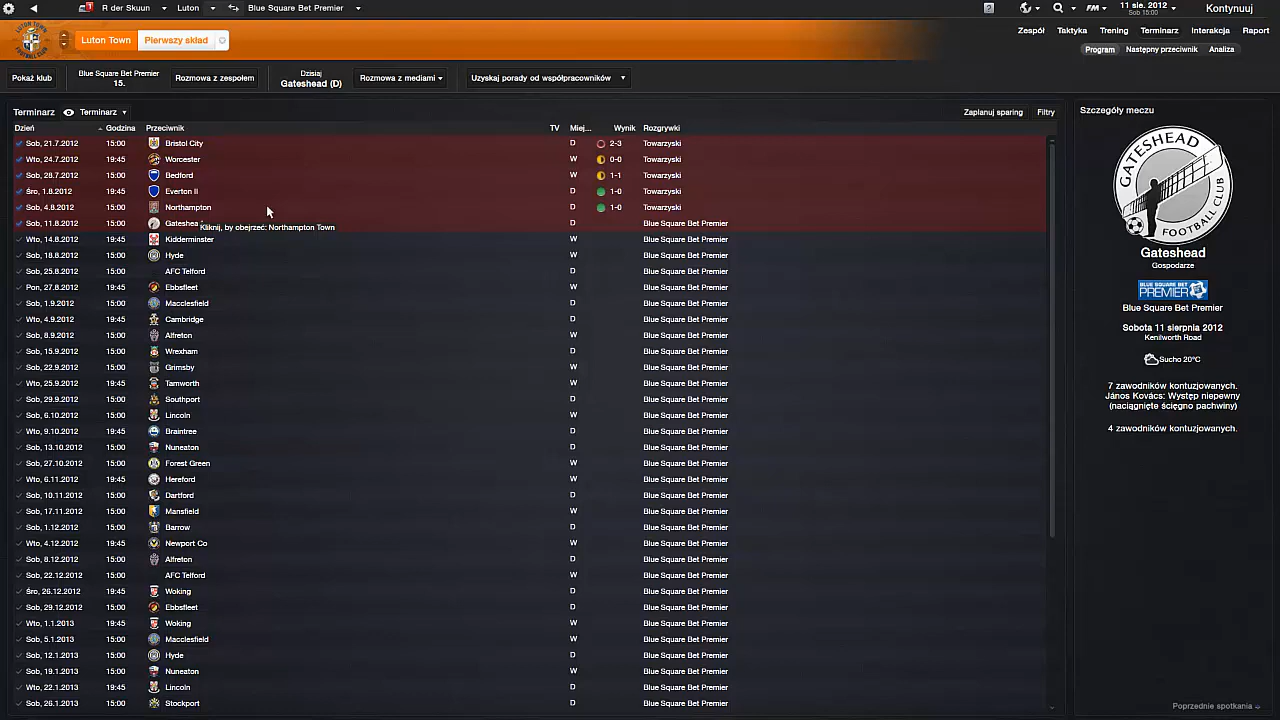 R der Skuun Luton Blue Square Bet Premier FM 11 sie. 2012 Sob 15:00 Kontynuuj
Luton Town Pierwszy skład Zespół Taktyka Trening Terminarz Interakcja Raport
Program Następny przeciwnik Analiza
Pokaż klub Blue Square Bet Premier 15. Rozmowa z zespołem Dzisiaj Gateshead (D) Rozmowa z mediami Uzyskaj porady od współpracowników
Terminarz Terminarz Zaplanuj sparing Filtry
Dzień Godzina Przeciwnik TV Miej... Wynik Rozgrywki
Sob, 21.7.2012 15:00 Bristol City D 2-3 Towarzyski
Wto, 24.7.2012 19:45 Worcester W 0-0 Towarzyski
Sob, 28.7.2012 15:00 Bedford W 1-1 Towarzyski
Śro, 1.8.2012 19:45 Everton II D 1-0 Towarzyski
Sob, 4.8.2012 15:00 Northampton D 1-0 Towarzyski
Sob, 11.8.2012 15:00 D Blue Square Bet Premier
Kliknij, by obejrzeć: Northampton Town
Wto, 14.8.2012 19:45 Kidderminster W Blue Square Bet Premier
Sob, 18.8.2012 15:00 Hyde W Blue Square Bet Premier
Sob, 25.8.2012 15:00 AFC Telford D Blue Square Bet Premier
Pon, 27.8.2012 19:45 Ebbsfleet W Blue Square Bet Premier
Sob, 1.9.2012 15:00 Macclesfield D Blue Square Bet Premier
Wto, 4.9.2012 19:45 Cambridge D Blue Square Bet Premier
Sob, 8.9.2012 15:00 Alfreton W Blue Square Bet Premier
Sob, 15.9.2012 15:00 Wrexham D Blue Square Bet Premier
Sob, 22.9.2012 15:00 Grimsby W Blue Square Bet Premier
Wto, 25.9.2012 19:45 Tamworth W Blue Square Bet Premier
Sob, 29.9.2012 15:00 Southport D Blue Square Bet Premier
Sob, 6.10.2012 15:00 Lincoln W Blue Square Bet Premier
Wto, 9.10.2012 19:45 Braintree D Blue Square Bet Premier
Sob, 13.10.2012 15:00 Nuneaton D Blue Square Bet Premier
Sob, 27.10.2012 15:00 Forest Green W Blue Square Bet Premier
Wto, 6.11.2012 19:45 Hereford W Blue Square Bet Premier
Sob, 10.11.2012 15:00 Dartford D Blue Square Bet Premier
Sob, 17.11.2012 15:00 Mansfield W Blue Square Bet Premier
Sob, 1.12.2012 15:00 Barrow D Blue Square Bet Premier
Wto, 4.12.2012 19:45 Newport Co W Blue Square Bet Premier
Sob, 8.12.2012 15:00 Alfreton D Blue Square Bet Premier
Sob, 22.12.2012 15:00 AFC Telford W Blue Square Bet Premier
Śro, 26.12.2012 19:45 Woking D Blue Square Bet Premier
Sob, 29.12.2012 15:00 Ebbsfleet D Blue Square Bet Premier
Wto, 1.1.2013 19:45 Woking W Blue Square Bet Premier
Sob, 5.1.2013 15:00 Macclesfield W Blue Square Bet Premier
Sob, 12.1.2013 15:00 Hyde D Blue Square Bet Premier
Sob, 19.1.2013 15:00 Nuneaton W Blue Square Bet Premier
Wto, 22.1.2013 19:45 Lincoln D Blue Square Bet Premier
Sob, 26.1.2013 15:00 Stockport D Blue Square Bet Premier
Szczegóły meczu
GATESHEAD FOOTBALL CLUB
Gateshead
Gospodarze
BLUE SQUARE BET PREMIER
Blue Square Bet Premier
Sobota 11 sierpnia 2012
Kenilworth Road
Sucho 20°C
7 zawodników kontuzjowanych.
János Kovács: Występ niepewny
(naciągnięte ścięgno pachwiny)
4 zawodników kontuzjowanych.
Poprzednie spotkania